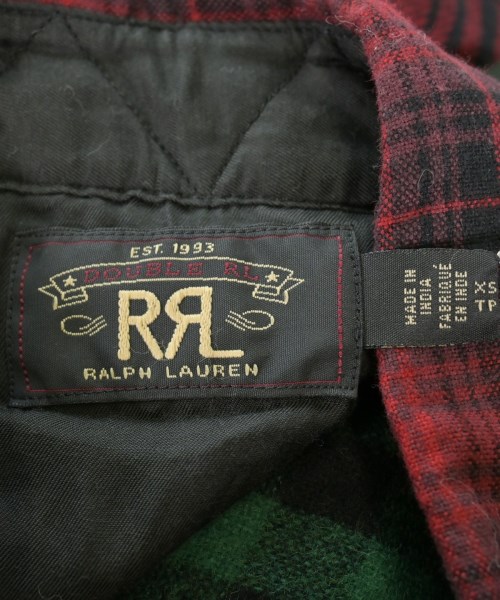 EST. 1993
DOUBLE RL
RRL
RALPH LAUREN
MADE IN
INDIA
FABRIQUÉ
EN INDE
XS
TP